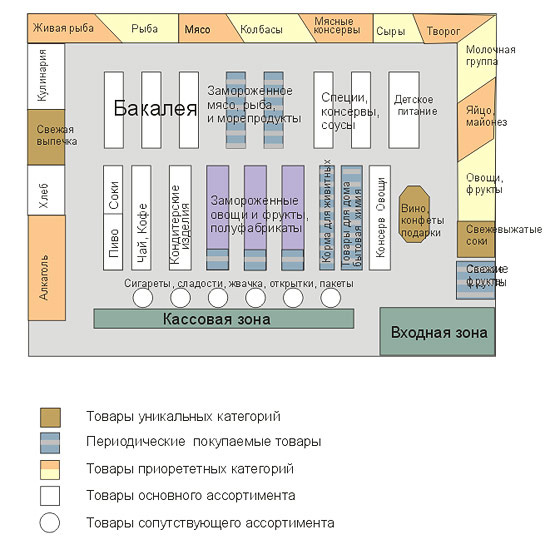 Живая рыба
Рыба
Мясо
Колбасы
Мясные
консервы
Сыры
Творог
Молочная
группа
Кулинария
Бакалея
Замороженное
мясо, рыба,
и морепродукты
Специи,
консервы,
соусы
Детское
питание
Яйцо,
майонез
Свежая
выпечка
Хлеб
Алкаголь
Пиво
Соки
Чай, Кофе
Кондитерские
изделия
Замороженные
овощи и фрукты,
полуфабрикаты
Корма для живитных
Товары для дома
бытовая химия
Консерв Овощи
Вино,
конфеты
подарки
Овощи,
фрукты
Свежевыжатые
соки
Свежие
фрукты
Сигареты, сладости, жвачка, открытки, пакеты
Кассовая зона
Входная зона
Товары уникальных категорий
Периодические покупаемые товары
Товары приорететных категорий
Товары основного ассортимента
Товары сопутствующего ассортимента